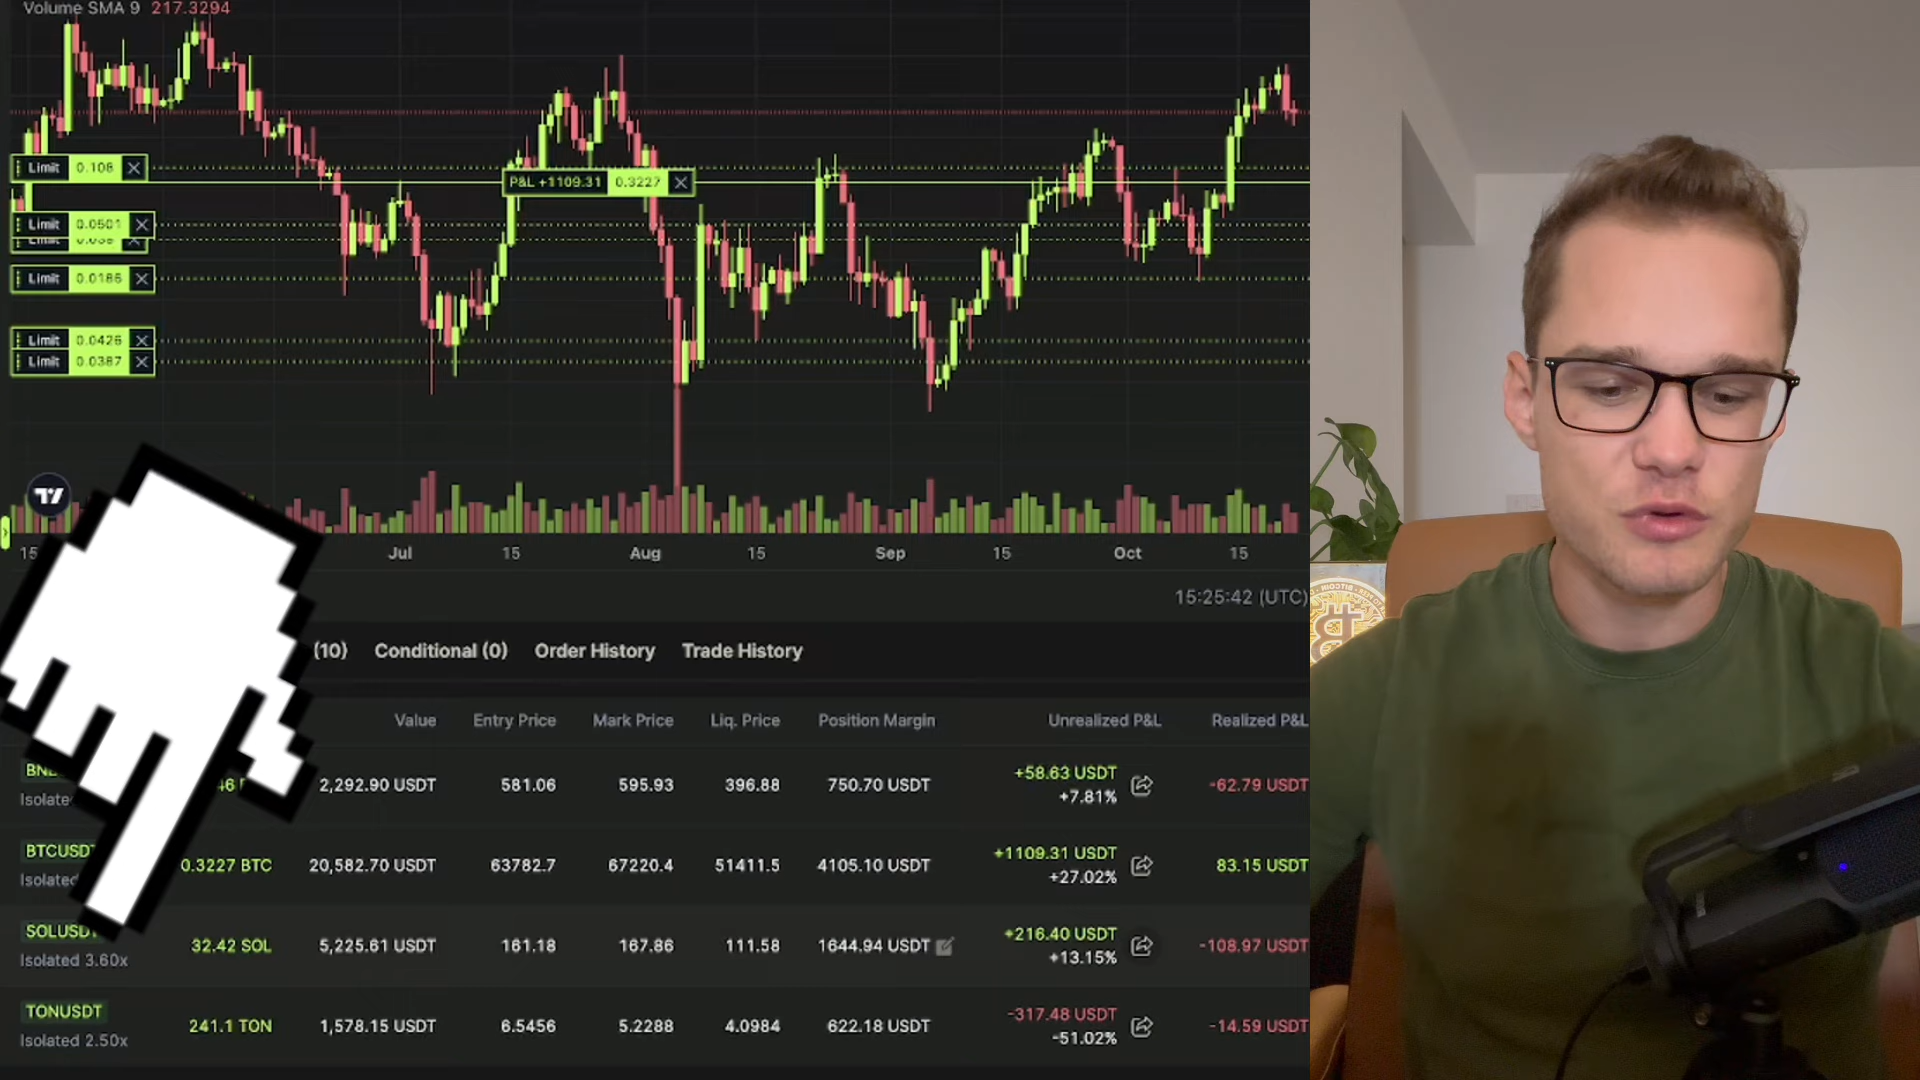 Volume SMA 9 217.3294
Limit 0.108
P&L +1109.31 0.3227
Limit 0.0501
Limit
Limit 0.0186
Limit 0.0426
Limit 0.0387
15 Jul 15 Aug 15 Sep 15 Oct 15
15:25:42 (UTC)
(10) Conditional (0) Order History Trade History
Value Entry Price Mark Price Liq. Price Position Margin Unrealized P&L Realized P&L
2,292.90 USDT 581.06 595.93 396.88 750.70 USDT +58.63 USDT -62.79 USDT
+7.81%
BTCUSDT 0.3227 BTC 20,582.70 USDT 63782.7 67220.4 51411.5 4105.10 USDT +1109.31 USDT 83.15 USDT
Isolated +27.02%
SOLUSDT 32.42 SOL 5,225.61 USDT 161.18 167.86 111.58 1644.94 USDT +216.40 USDT -108.97 USDT
Isolated 3.60x +13.15%
TONUSDT 241.1 TON 1,578.15 USDT 6.5456 5.2288 4.0984 622.18 USDT -317.48 USDT -14.59 USDT
Isolated 2.50x -51.02%